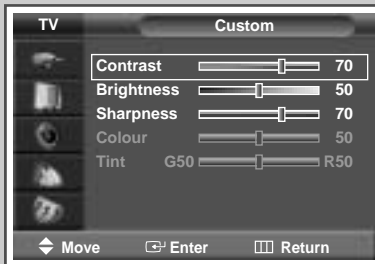 TV Custom
Contrast 70
Brightness 50
Sharpness 70
Colour 50
Tint G50 R50
Move Enter Return